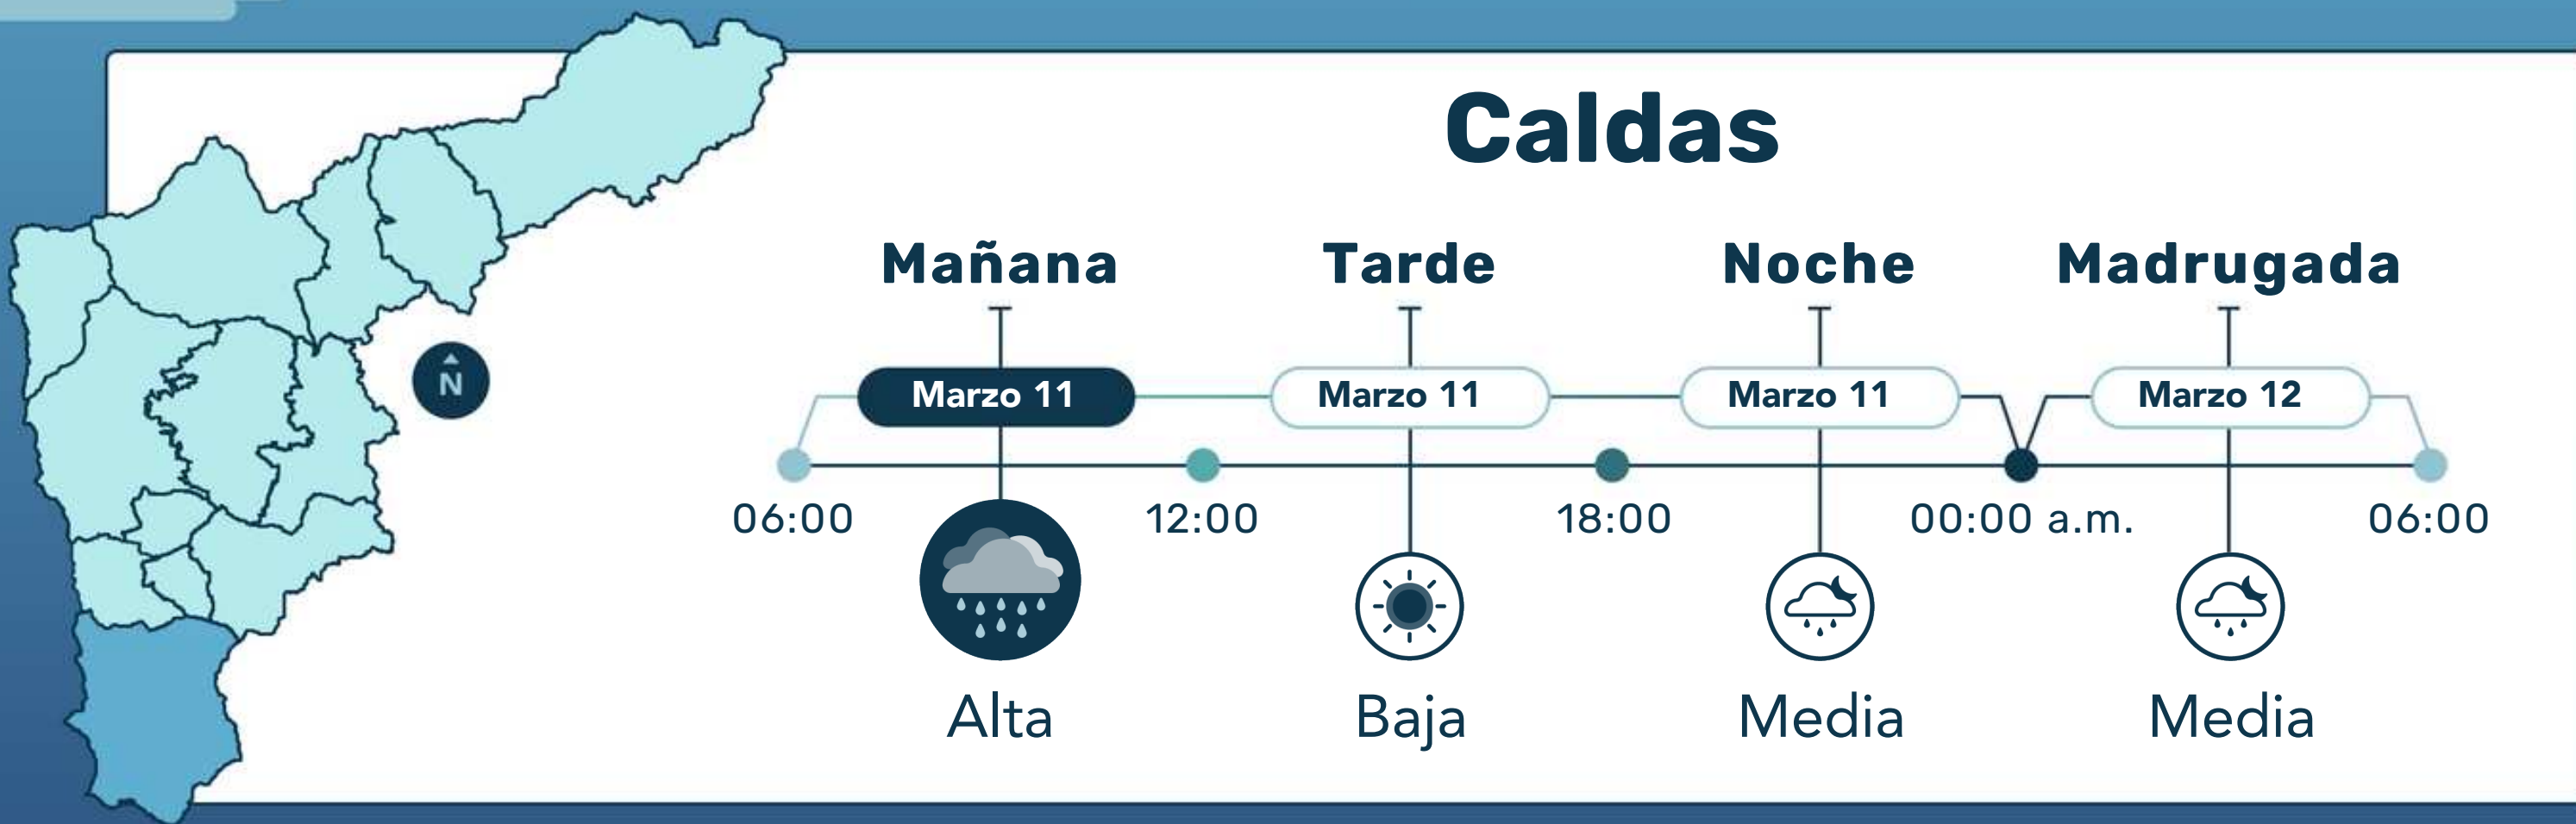 Caldas
Mañana Tarde Noche Madrugada
N
Marzo 11 Marzo 11 Marzo 11 Marzo 12
06:00 12:00 18:00 00:00 a.m. 06:00
Alta Baja Media Media